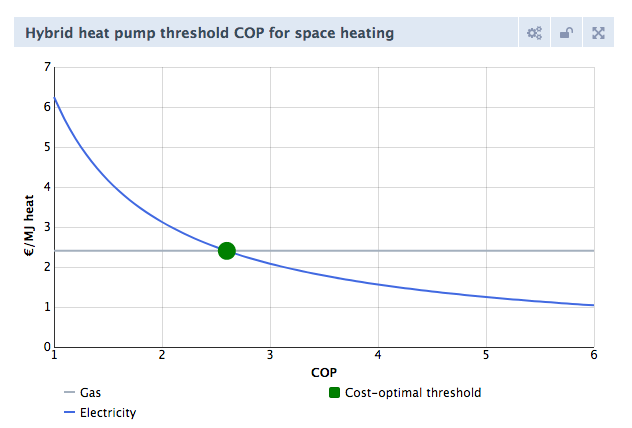 Hybrid heat pump threshold COP for space heating
7
6
5
4
3
2
1
0
€/MJ heat
1 2 3 4 5 6
COP
Gas Cost-optimal threshold
Electricity